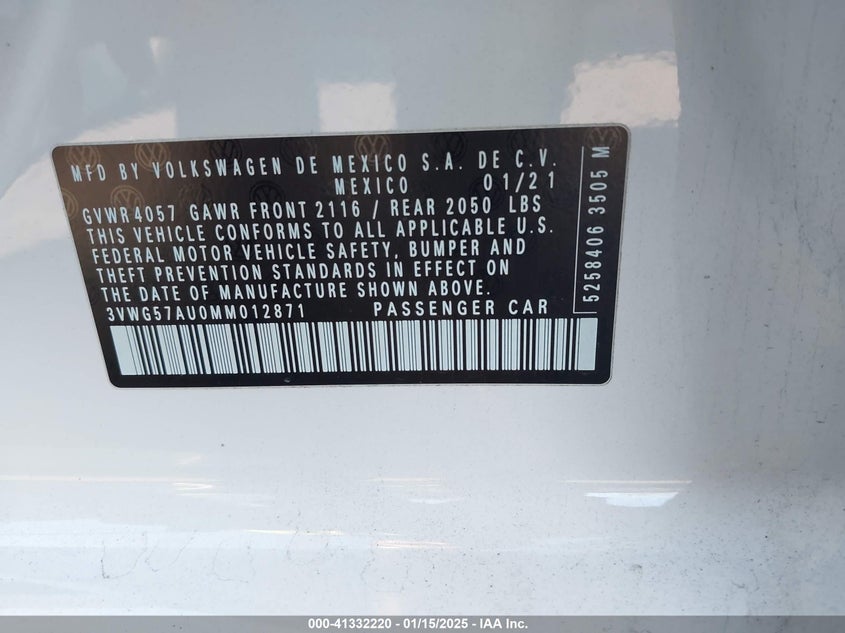 MFD BY VOLKSWAGEN DE MEXICO S.A. DE C.V.
MEXICO 01/21
GVWR4057 GAWR FRONT 2116 / REAR 2050 LBS
THIS VEHICLE CONFORMS TO ALL APPLICABLE U.S.
FEDERAL MOTOR VEHICLE SAFETY, BUMPER AND
THEFT PREVENTION STANDARDS IN EFFECT ON
THE DATE OF MANUFACTURE SHOWN ABOVE.
3VWG57AU0MM012871 PASSENGER CAR
5258406 3505 M
000-41332220 - 01/15/2025 - IAA Inc.